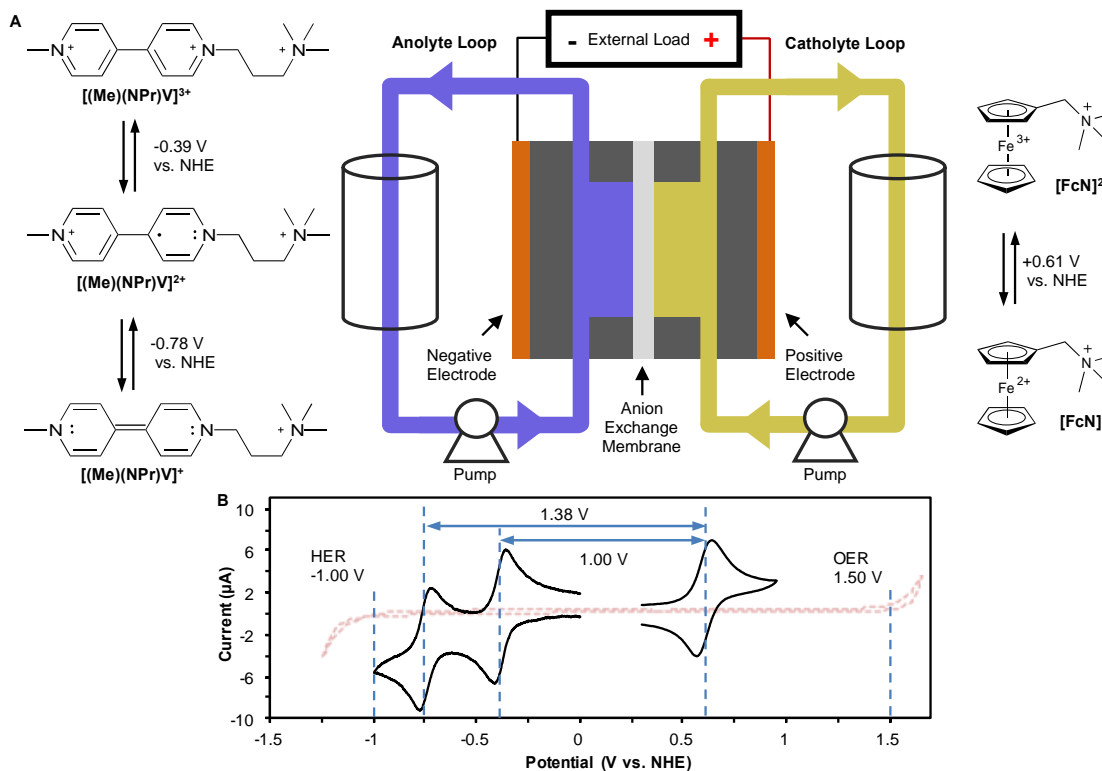 A
[(Me)(NPr)V]3+
-0.39 V
vs. NHE
[(Me)(NPr)V]2+
-0.78 V
vs. NHE
[(Me)(NPr)V]+
N+
N+
N+
N+
N
N+
N
N
N+
Anolyte Loop
- External Load +
Catholyte Loop
Negative
Electrode
Anion
Exchange
Membrane
Positive
Electrode
Pump
Pump
N+
Fe3+
[FcN]2
+0.61 V
vs. NHE
N+
Fe2+
[FcN]
B
1.38 V
1.00 V
HER
-1.00 V
OER
1.50 V
Current (µA)
10
6
2
-2
-6
-10
-1.5
-1
-0.5
0
0.5
1
1.5
Potential (V vs. NHE)